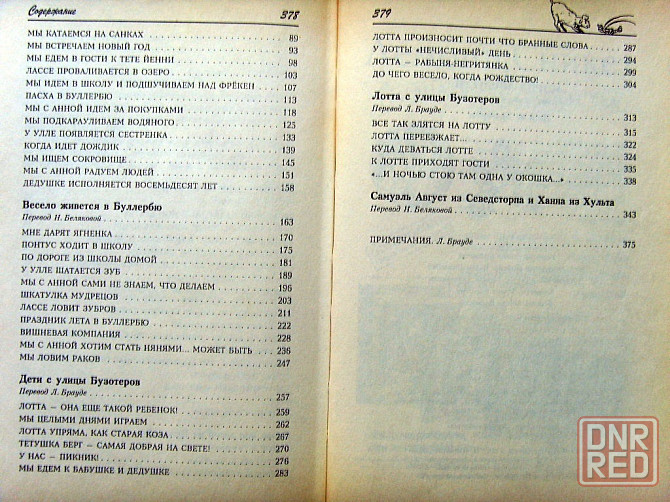 Содержание 378
МЫ КАТАЕМСЯ НА САНКАХ 89
МЫ ВСТРЕЧАЕМ НОВЫЙ ГОД 93
МЫ ЕДЕМ В ГОСТИ К ТЕТЕ ЙЕННИ 98
ЛАССЕ ПРОВАЛИВАЕТСЯ В ОЗЕРО 103
МЫ ИДЕМ В ШКОЛУ И ПОДШУЧИВАЕМ НАД ФРЁКЕН 107
ПАСХА В БУЛЛЕРБЮ 113
МЫ С АННОЙ ИДЕМ ЗА ПОКУПКАМИ 118
МЫ ПОДКАРАУЛИВАЕМ ВОДЯНОГО 125
У УЛЛЕ ПОЯВЛЯЕТСЯ СЕСТРЕНКА 133
КОГДА ИДЕТ ДОЖДИК 139
МЫ ИЩЕМ СОКРОВИЩЕ 145
МЫ С АННОЙ РАДУЕМ ЛЮДЕЙ 151
ДЕДУШКЕ ИСПОЛНЯЕТСЯ ВОСЕМЬДЕСЯТ ЛЕТ 158
Весело живется в Буллербю
Перевод Н. Беляковой 163
МНЕ ДАРЯТ ЯГНЕНКА 170
ПОНТУС ХОДИТ В ШКОЛУ 175
ПО ДОРОГЕ ИЗ ШКОЛЫ ДОМОЙ 181
У УЛЛЕ ШАТАЕТСЯ ЗУБ 189
МЫ С АННОЙ САМИ НЕ ЗНАЕМ, ЧТО ДЕЛАЕМ 196
ШКАТУЛКА МУДРЕЦОВ 203
ЛАССЕ ЛОВИТ ЗУБРОВ 211
ПРАЗДНИК ЛЕТА В БУЛЛЕРБЮ 222
ВИШНЕВАЯ КОМПАНИЯ 228
МЫ С АННОЙ ХОТИМ СТАТЬ НЯНЯМИ... МОЖЕТ БЫТЬ 236
МЫ ЛОВИМ РАКОВ 247
Дети с улицы Бузотеров
Перевод Л. Брауде 257
ЛОТТА — ОНА ЕЩЕ ТАКОЙ РЕБЕНОК! 259
МЫ ЦЕЛЫМИ ДНЯМИ ИГРАЕМ 262
ЛОТТА УПРЯМА, КАК СТАРАЯ КОЗА 267
ТЕТУШКА БЕРГ — САМАЯ ДОБРАЯ НА СВЕТЕ! 270
У НАС — ПИКНИК! 276
МЫ ЕДЕМ К БАБУШКЕ И ДЕДУШКЕ 283
379
ЛОТТА ПРОИЗНОСИТ ПОЧТИ ЧТО БРАННЫЕ СЛОВА 287
У ЛОТТЫ «НЕЧИСЛИВЫЙ» ДЕНЬ 294
ЛОТТА — РАБЫНЯ-НЕГРИТЯНКА 299
ДО ЧЕГО ВЕСЕЛО, КОГДА РОЖДЕСТВО! 304
Лотта с улицы Бузотеров
Перевод Л. Брауде 313
ВСЕ ТАК ЗЛЯТСЯ НА ЛОТТУ 315
ЛОТТА ПЕРЕЕЗЖАЕТ... 322
КУДА ДЕВАТЬСЯ ЛОТТЕ 324
К ЛОТТЕ ПРИХОДЯТ ГОСТИ 335
«...И НОЧЬЮ СТОЮ ТАМ ОДНА У ОКОШКА...» 338
Самуэль Август из Севедсторпа и Ханна из Хульта
Перевод Н. Беляковой 343
ПРИМЕЧАНИЯ. Л. Брауде 375
DNR
RED